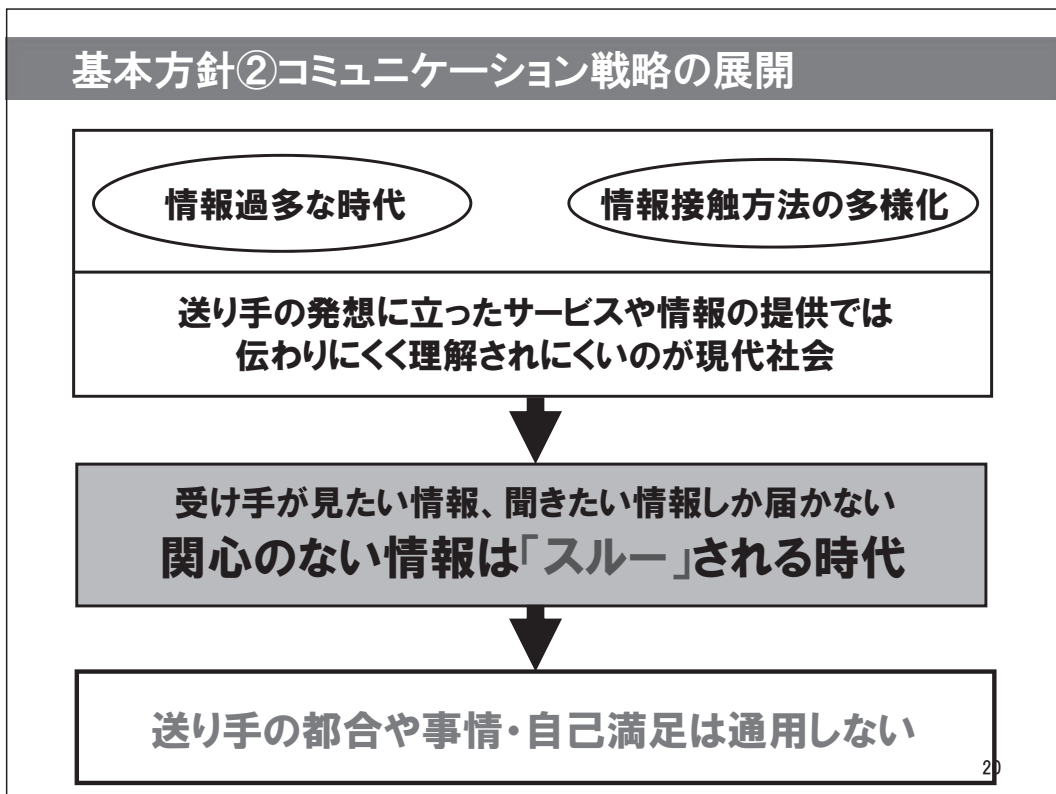 基本方針②コミュニケーション戦略の展開
情報過多な時代
情報接触方法の多様化
送り手の発想に立ったサービスや情報の提供では
伝わりにくく理解されにくいのが現代社会
受け手が見たい情報、聞きたい情報しか届かない
関心のない情報は「スルー」される時代
送り手の都合や事情・自己満足は通用しない
20